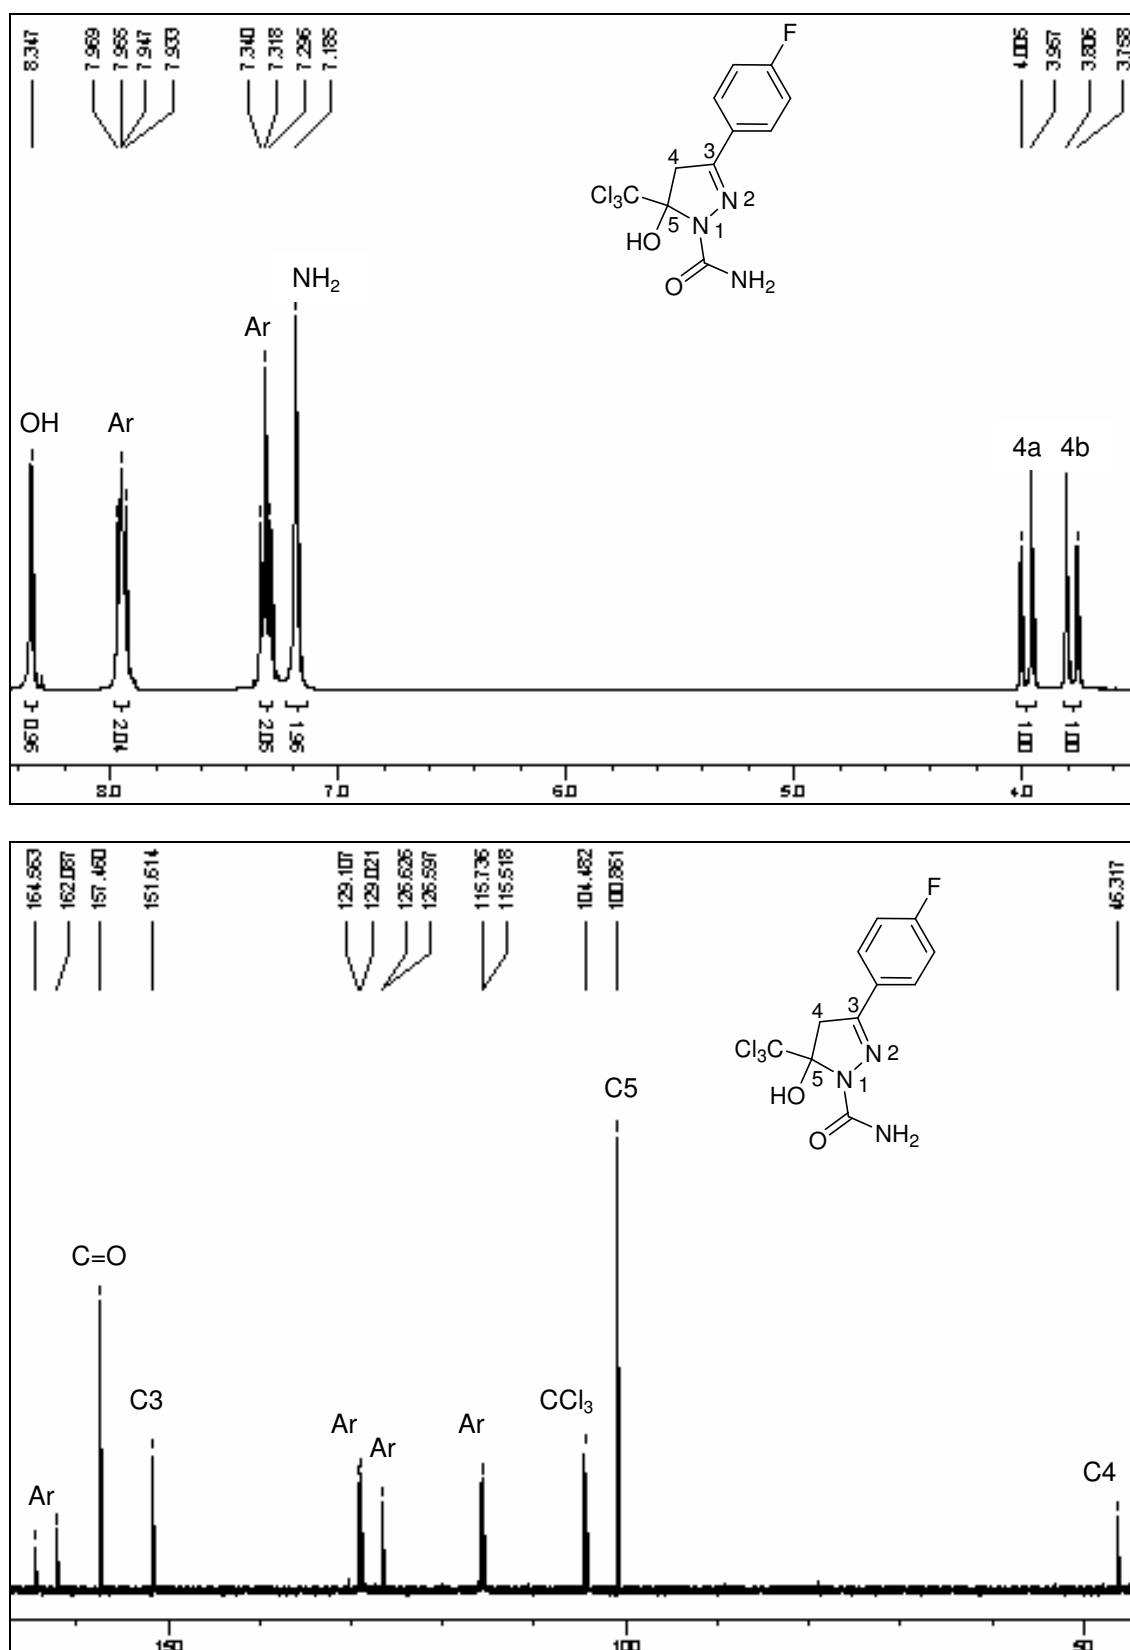 8.347 7.969 7.955 7.947 7.933 7.340 7.318 7.296 7.185 4.005 3.957 3.806 3.758
F
4 3
Cl3C N 2
HO 5 N 1
O NH2
NH2
Ar
OH Ar
4a 4b
0.96 2.04 2.05 1.96 1.00 1.00
8.0 7.0 6.0 5.0 4.0
164.553 162.087 157.460 151.614 129.107 129.021 126.626 126.597 115.736 115.518 104.482 100.861 46.317
F
4 3
Cl3C N 2
HO 5 N 1
O NH2
C5
C=O
C3 CCl3
Ar Ar Ar
C4
Ar
150 100 50